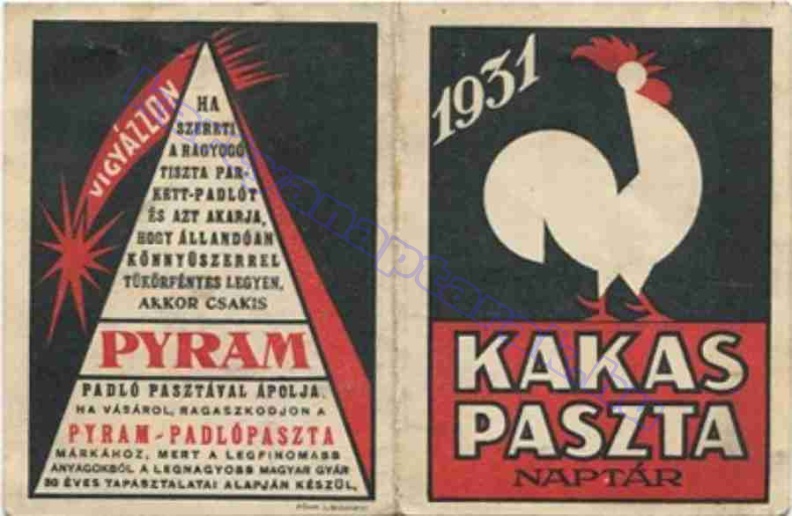 VIGYÁZZON
HA
SZERETI
A RAGYOGÓ
TISZTA PAR-
KETT-PADLÓT
ÉS AZT AKARJA,
HOGY ÁLLANDÓAN
KÖNNYŰSZERREL
TÜKÖRFÉNYES LEGYEN,
AKKOR CSAKIS
PYRAM
PADLÓ PASZTÁVAL ÁPOLJA.
HA VÁSÁROL, RAGASZKODJON A
PYRAM-PADLÓPASZTA
MÁRKÁHOZ, MERT A LEGFINOMABB
ANYAGOKBÓL A LEGNAGYOBB MAGYAR GYÁR
30 ÉVES TAPASZTALATAI ALAPJÁN KÉSZÜL.
1931
KAKAS
PASZTA
NAPTÁR